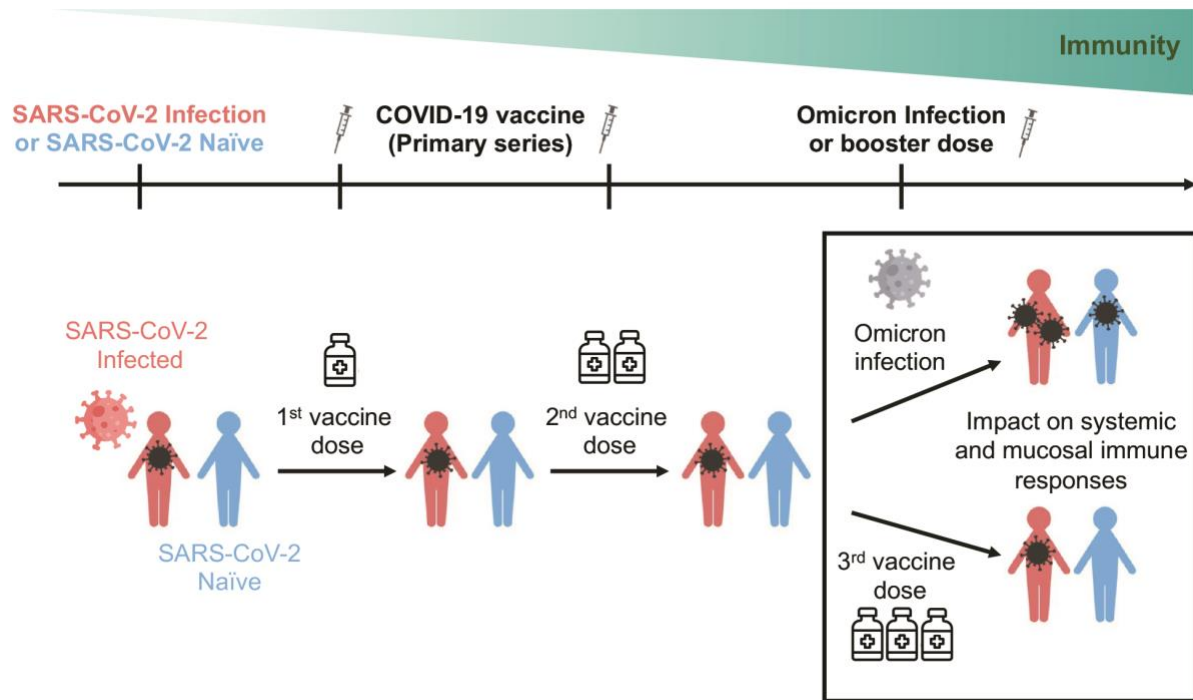 Immunity
SARS-CoV-2 Infection
or SARS-CoV-2 Naïve
COVID-19 vaccine
(Primary series)
Omicron Infection
or booster dose
SARS-CoV-2
Infected
1st vaccine
dose
2nd vaccine
dose
SARS-CoV-2
Naïve
Omicron
infection
Impact on systemic
and mucosal immune
responses
3rd vaccine
dose